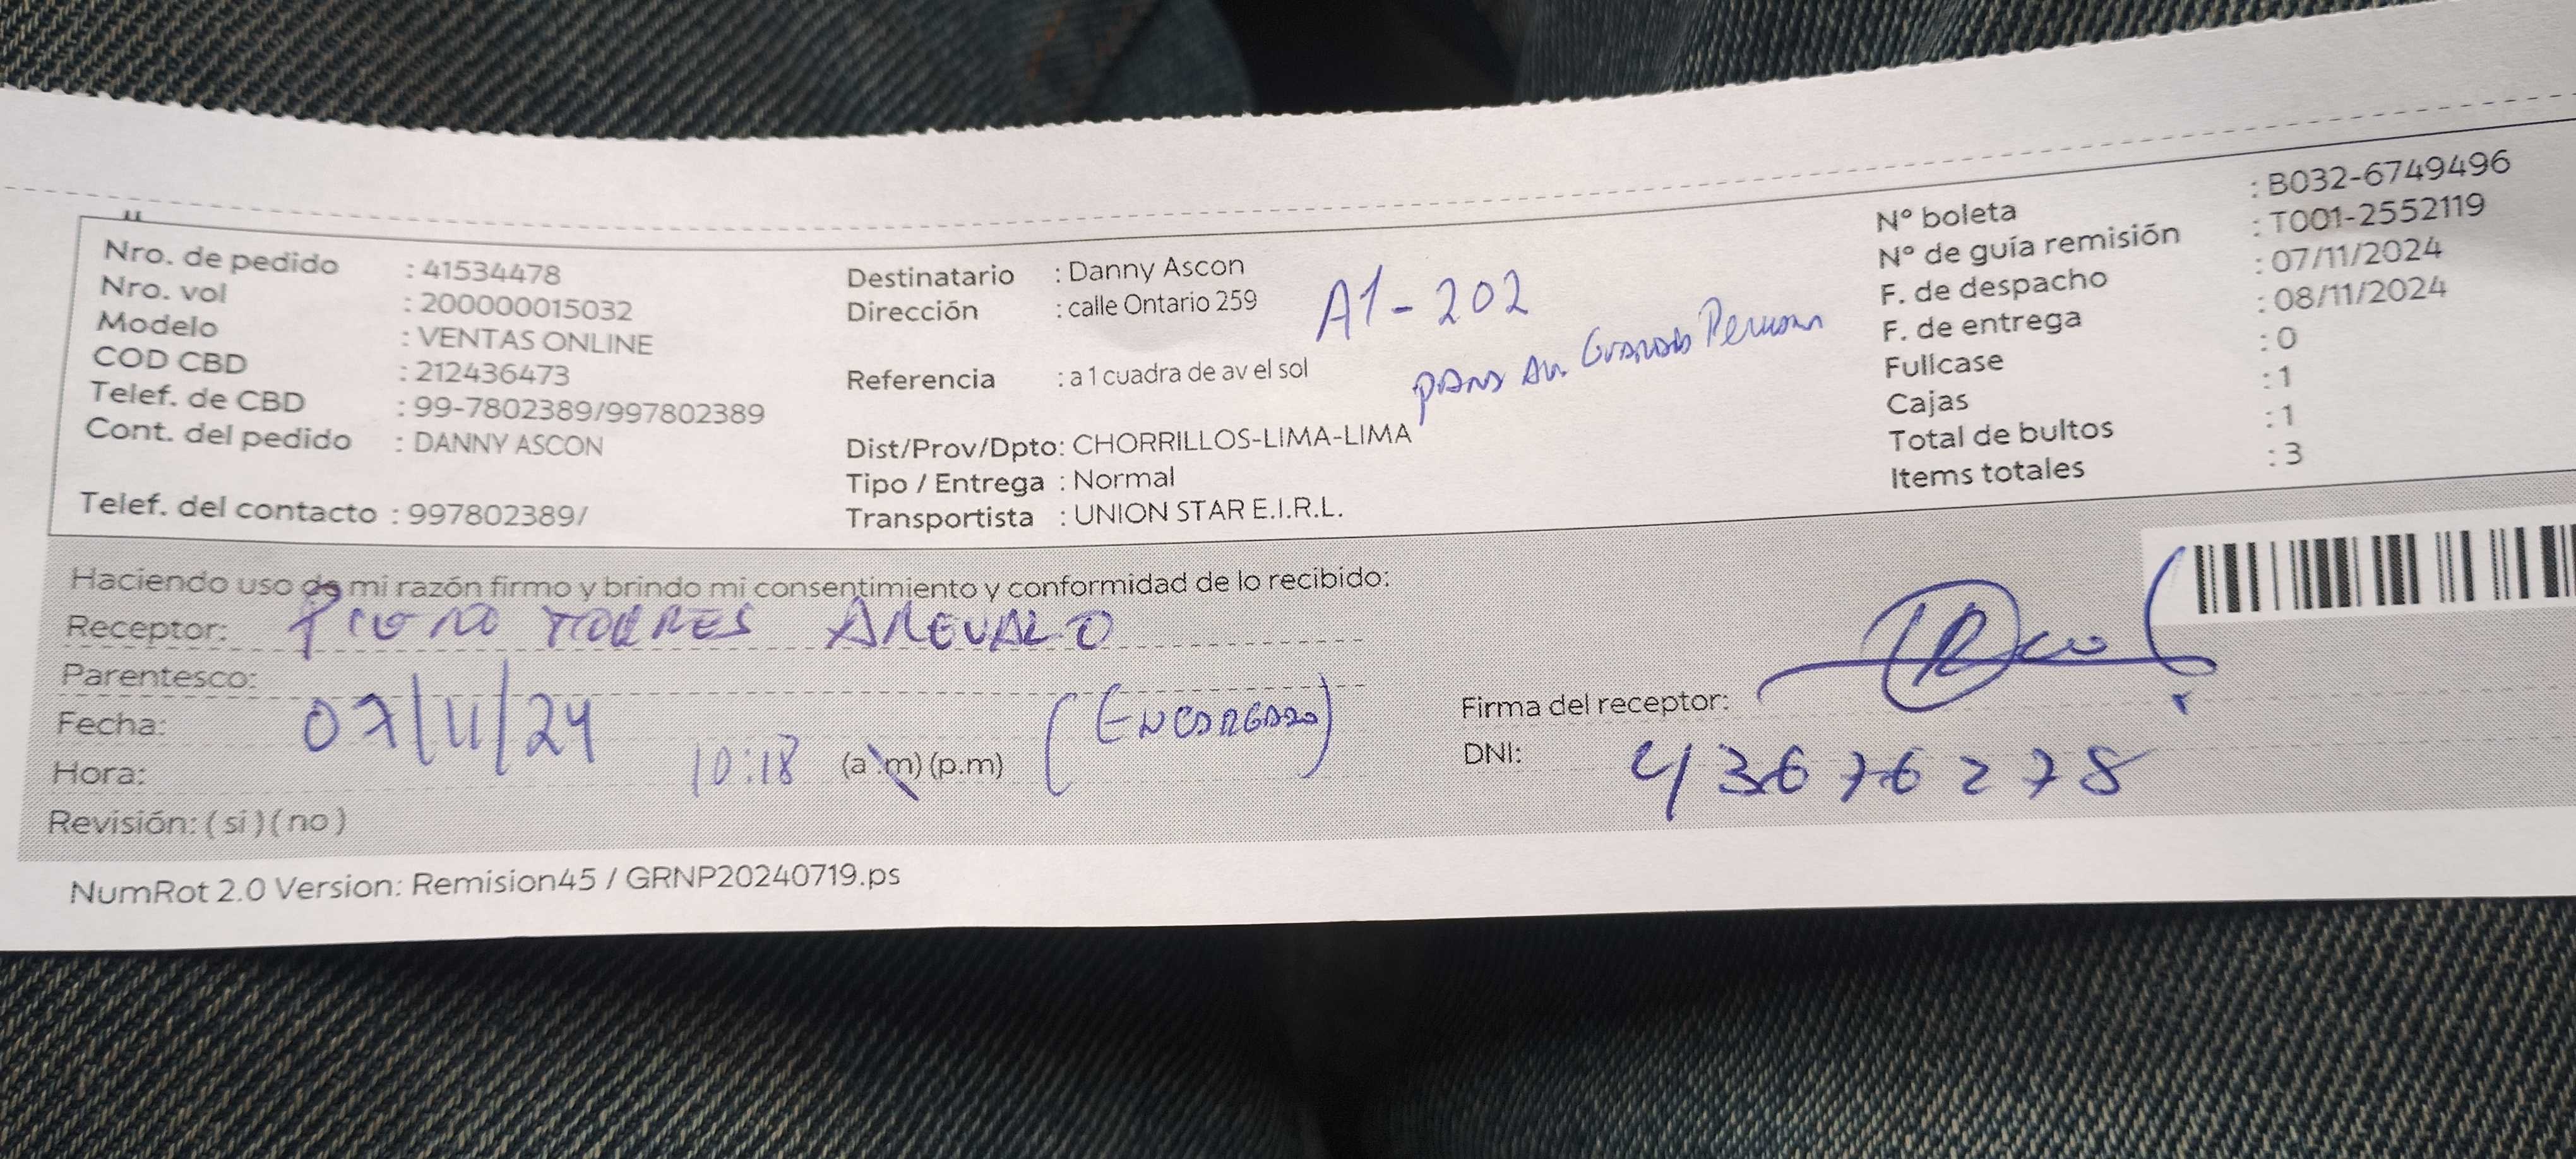 Nro. de pedido : 41534478
Nro. vol : 200000015032
Modelo : VENTAS ONLINE
COD CBD : 212436473
Telef. de CBD : 99-7802389/997802389
Cont. del pedido : DANNY ASCON
Telef. del contacto : 997802389/
Destinatario : Danny Ascon
Dirección : calle Ontario 259
A1-202
Referencia : a 1 cuadra de av el sol
Dist/Prov/Dpto: CHORRILLOS-LIMA-LIMA
Tipo / Entrega : Normal
Transportista : UNION STAR E.I.R.L.
N° boleta : B032-6749496
N° de guía remisión : T001-2552119
F. de despacho : 07/11/2024
F. de entrega : 08/11/2024
Fullcase : 0
Cajas : 1
Total de bultos : 1
Items totales : 3
Haciendo uso de mi razón firmo y brindo mi consentimiento y conformidad de lo recibido:
Receptor: TORRES AREVALO
Parentesco:
Fecha: 07/11/24
(ENCARGADO)
Hora: 10:18 (a.m) (p.m)
Revisión: ( si ) ( no )
Firma del receptor:
DNI: 43676278
NumRot 2.0 Version: Remision45 / GRNP20240719.ps